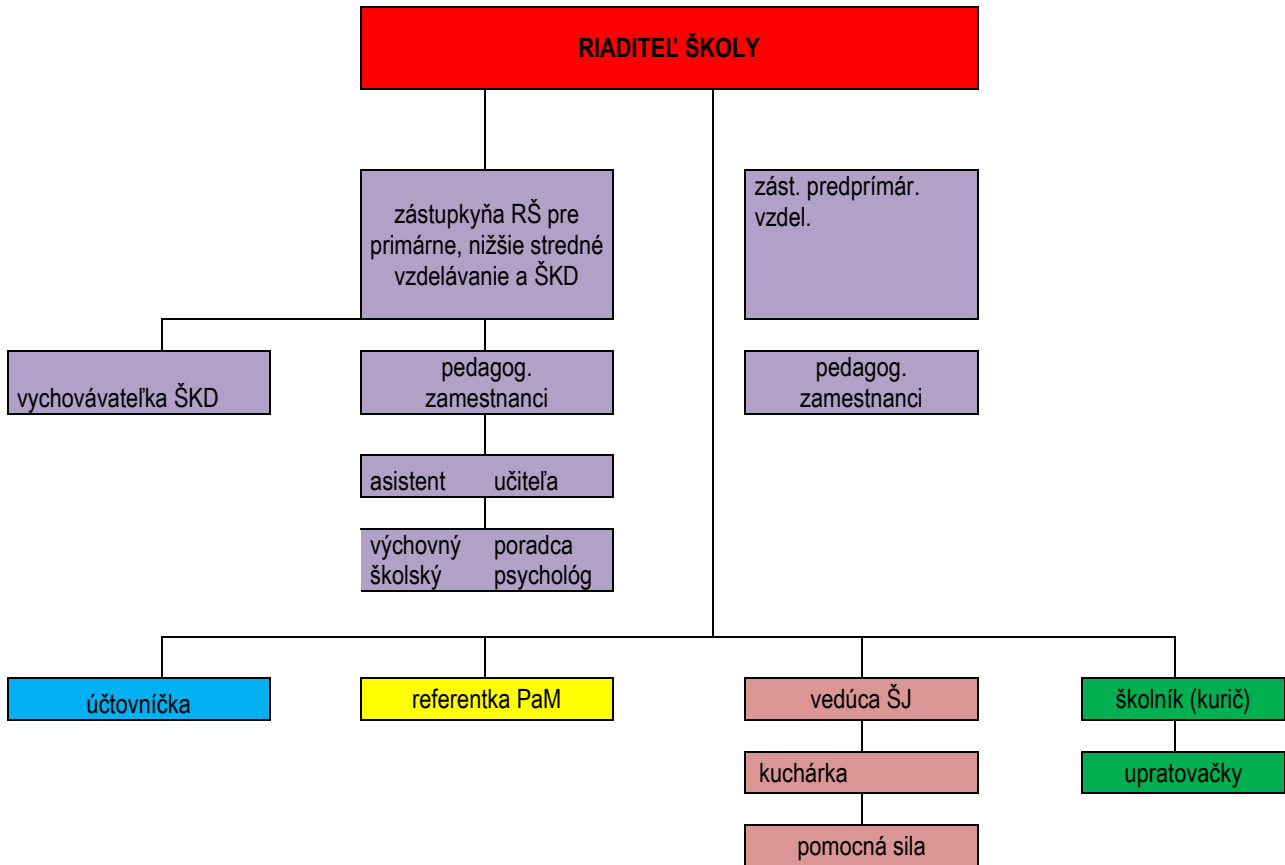 RIADITEĽ ŠKOLY
zástupkyňa RŠ pre
primárne, nižšie stredné
vzdelávanie a ŠKD
zást. predprímár.
vzdel.
vychovávateľka ŠKD
pedagog.
zamestnanci
pedagog.
zamestnanci
asistent učiteľa
výchovný poradca
školský psychológ
účtovníčka
referentka PaM
vedúca ŠJ
školník (kurič)
kuchárka
upratovačky
pomocná sila